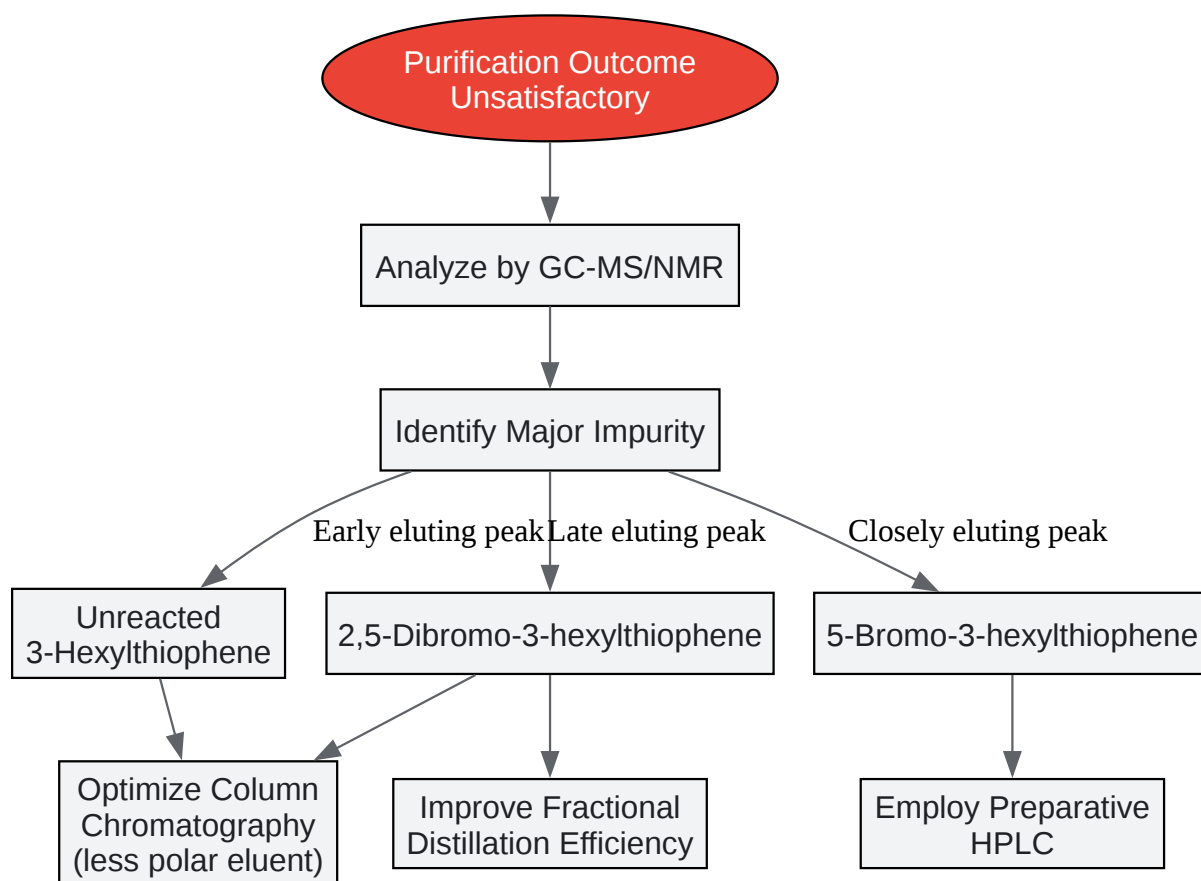 Purification Outcome
Unsatisfactory
Analyze by GC-MS/NMR
Identify Major Impurity
Early eluting peak
Late eluting peak
Closely eluting peak
Unreacted
3-Hexylthiophene
2,5-Dibromo-3-hexylthiophene
5-Bromo-3-hexylthiophene
Optimize Column
Chromatography
(less polar eluent)
Improve Fractional
Distillation Efficiency
Employ Preparative
HPLC